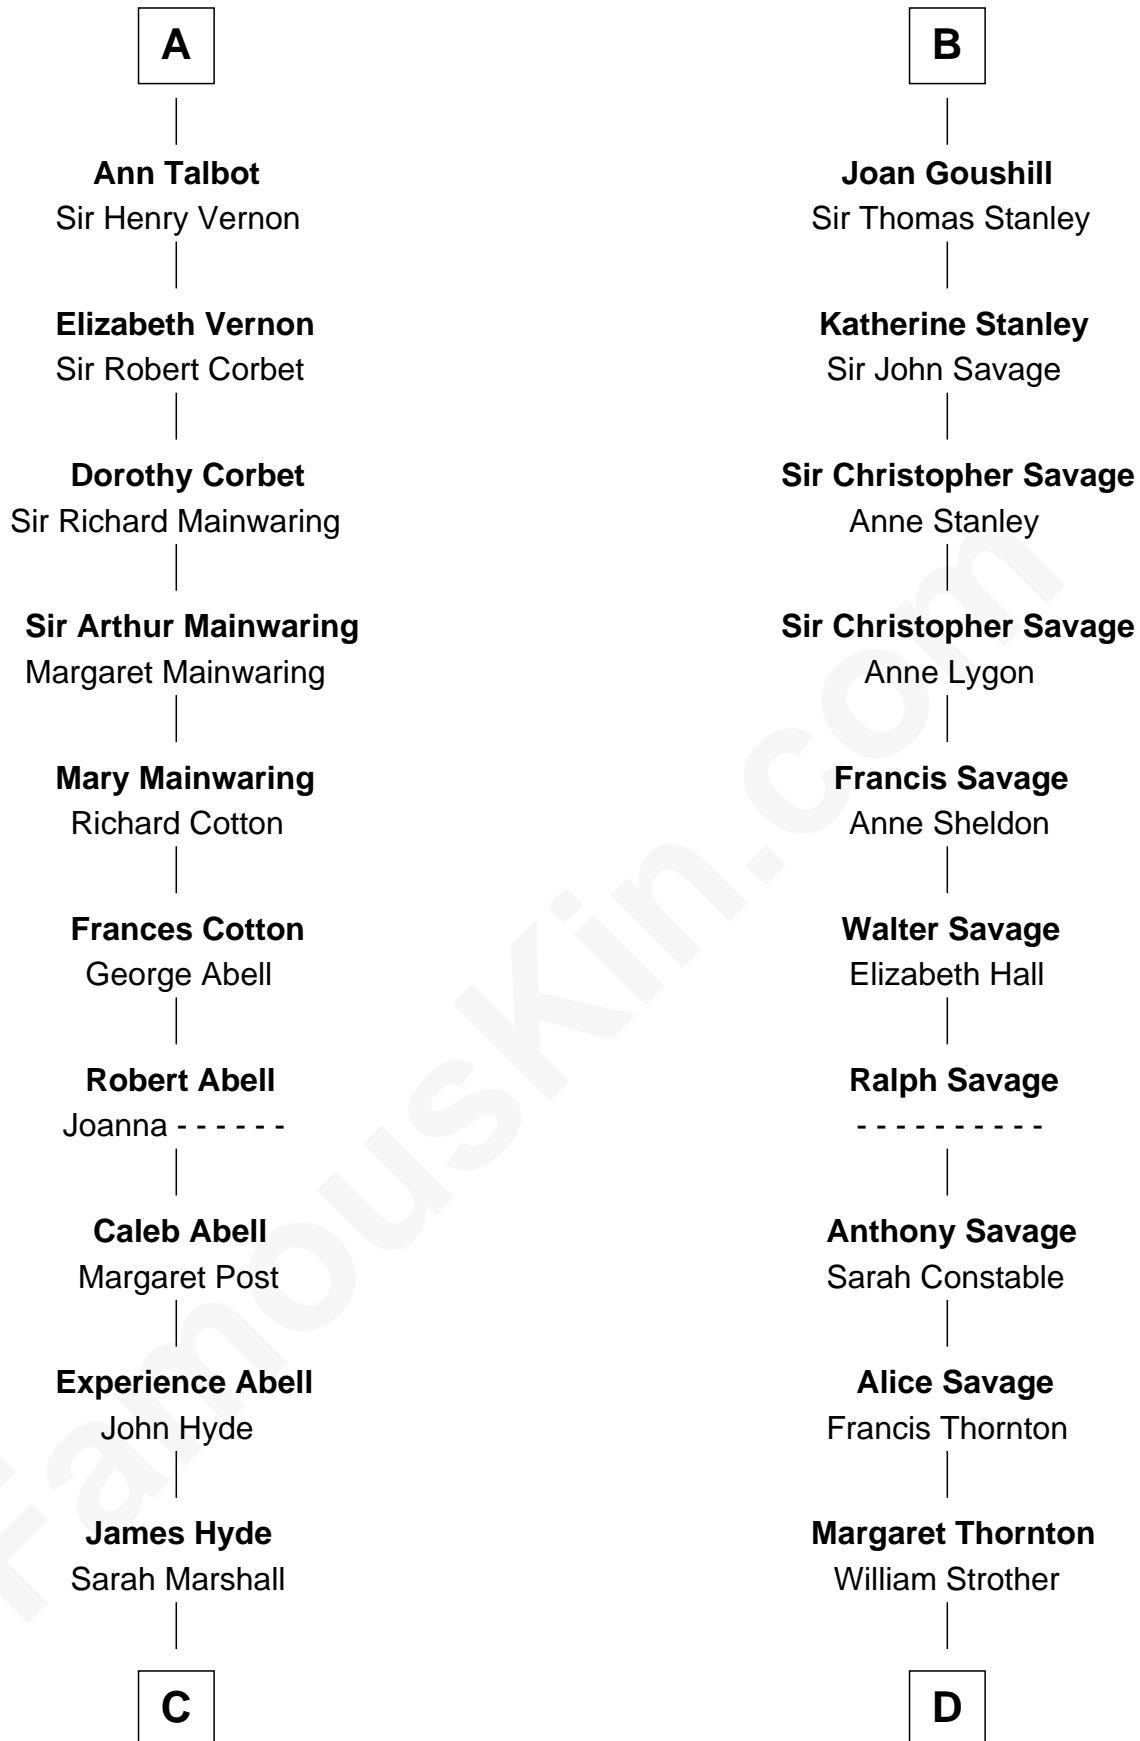 A
Ann Talbot
Sir Henry Vernon
Elizabeth Vernon
Sir Robert Corbet
Dorothy Corbet
Sir Richard Mainwaring
Sir Arthur Mainwaring
Margaret Mainwaring
Mary Mainwaring
Richard Cotton
Frances Cotton
George Abell
Robert Abell
Joanna - - - - - -
Caleb Abell
Margaret Post
Experience Abell
John Hyde
James Hyde
Sarah Marshall
C
B
Joan Goushill
Sir Thomas Stanley
Katherine Stanley
Sir John Savage
Sir Christopher Savage
Anne Stanley
Sir Christopher Savage
Anne Lygon
Francis Savage
Anne Sheldon
Walter Savage
Elizabeth Hall
Ralph Savage
- - - - - - - - - -
Anthony Savage
Sarah Constable
Alice Savage
Francis Thornton
Margaret Thornton
William Strother
D
FamousKin.com